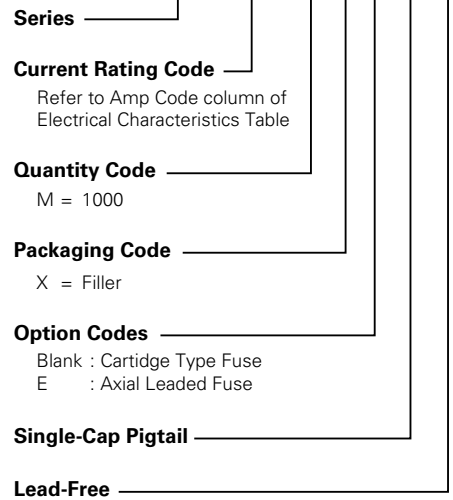 Series
Current Rating Code
Refer to Amp Code column of
Electrical Characteristics Table
Quantity Code
M = 1000
Packaging Code
X = Filler
Option Codes
Blank : Cartidge Type Fuse
E : Axial Leaded Fuse
Single-Cap Pigtail
Lead-Free